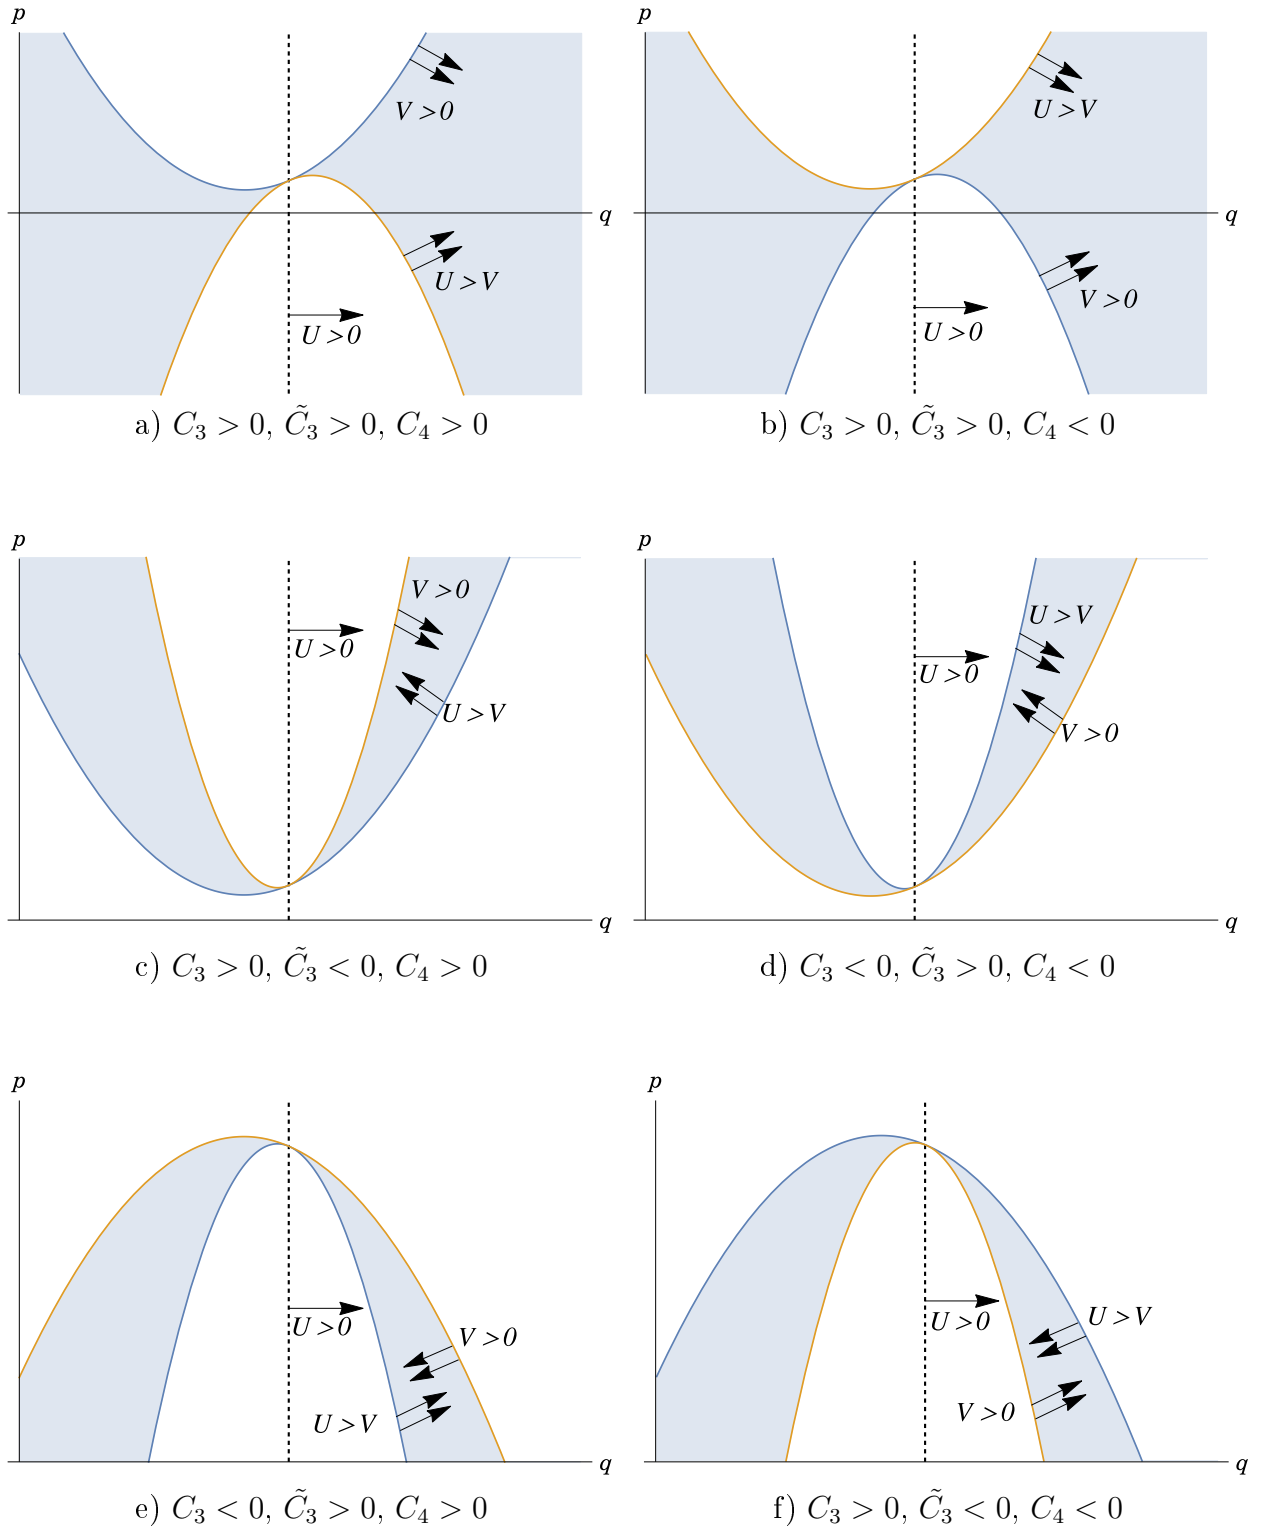 p
V>0
U>V
U>0
q
a) C₃ > 0, C̃₃ > 0, C₄ > 0
p
U>V
V>0
U>0
q
b) C₃ > 0, C̃₃ > 0, C₄ < 0
p
V>0
U>0
U>V
q
c) C₃ > 0, C̃₃ < 0, C₄ > 0
p
U>V
U>0
V>0
q
d) C₃ < 0, C̃₃ > 0, C₄ < 0
p
U>0
V>0
U>V
q
e) C₃ < 0, C̃₃ > 0, C₄ > 0
p
U>V
U>0
V>0
q
f) C₃ > 0, C̃₃ < 0, C₄ < 0